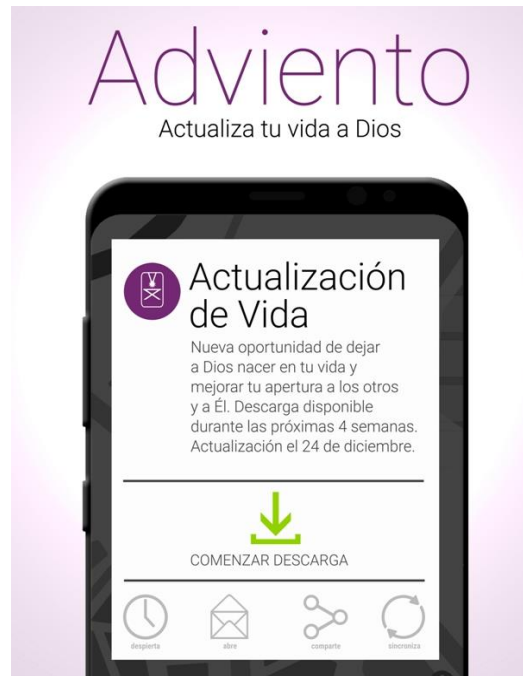 Adviento
Actualiza tu vida a Dios
Actualización
de Vida
Nueva oportunidad de dejar
a Dios nacer en tu vida y
mejorar tu apertura a los otros
y a Él. Descarga disponible
durante las próximas 4 semanas.
Actualización el 24 de diciembre.
COMENZAR DESCARGA
despierta abre comparte sincroniza